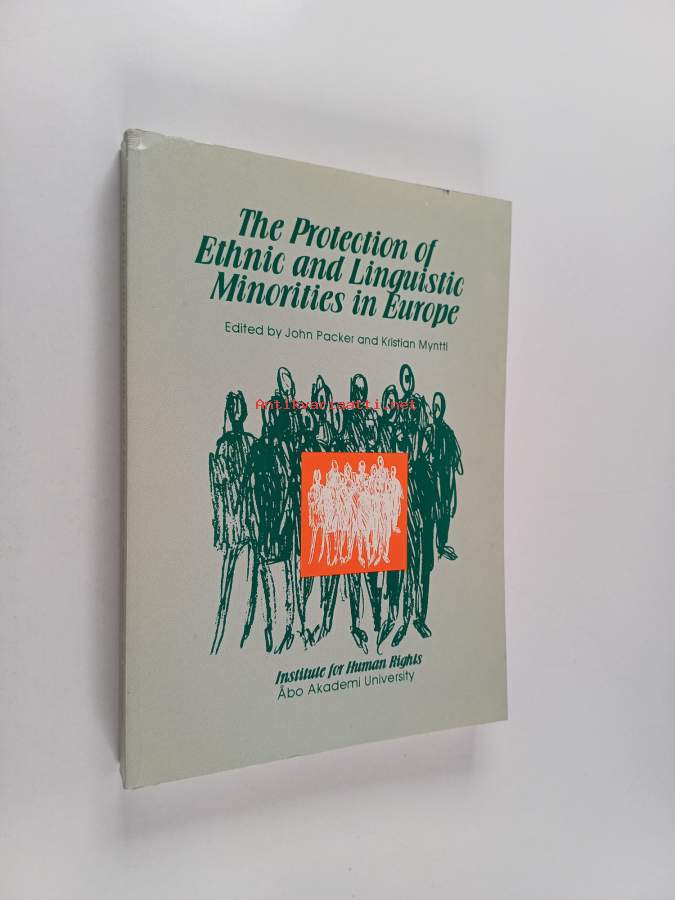 The Protection of
Ethnic and Linguistic
Minorities in Europe
Edited by John Packer and Kristian Myntti
Antikvariaatti.net
Institute for Human Rights
Åbo Akademi University